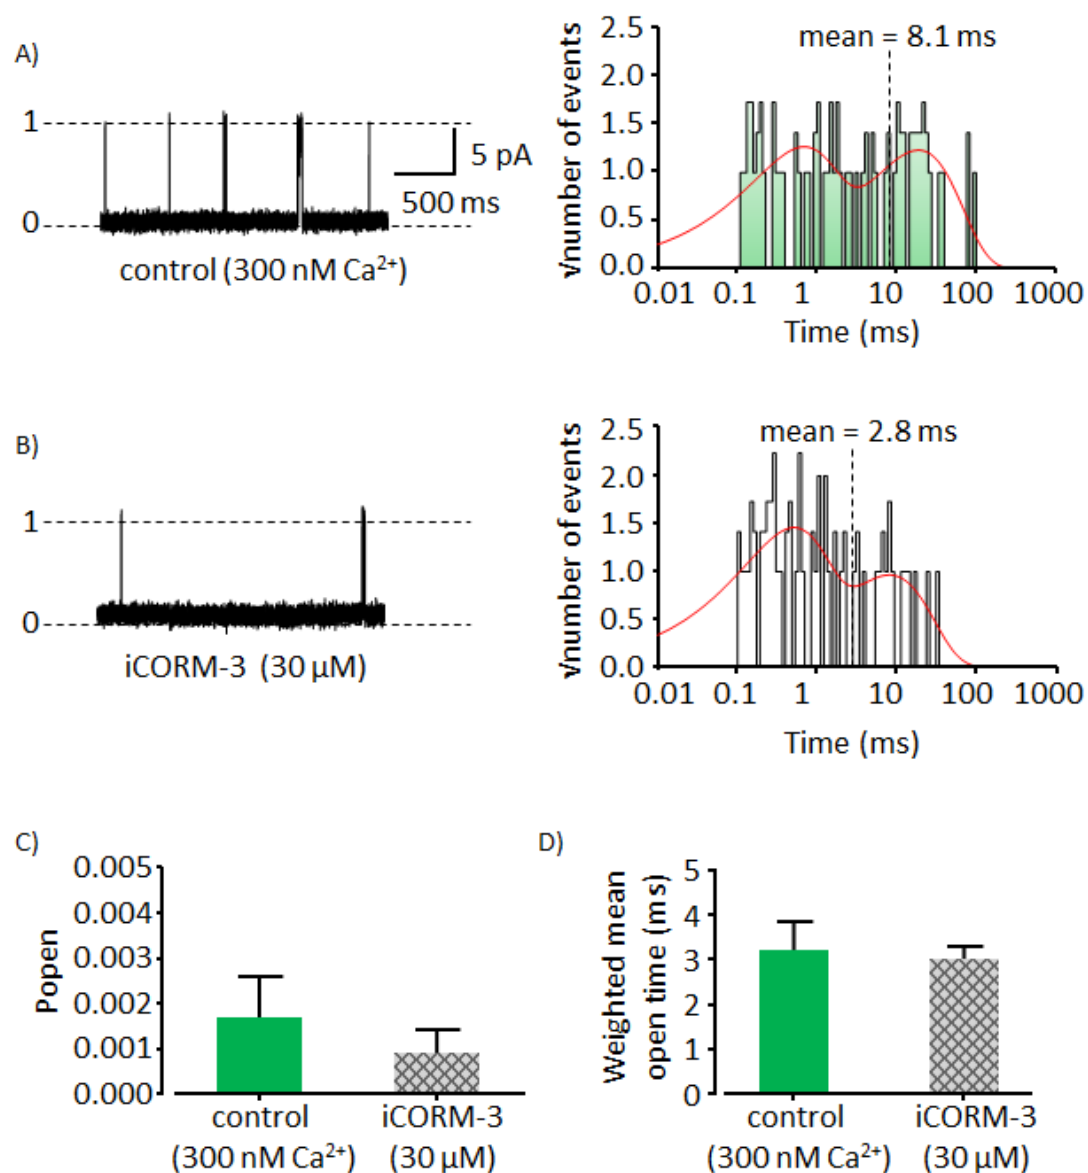 A)
1
0
5 pA
500 ms
control (300 nM Ca²⁺)
√number of events
2.5
2.0
1.5
1.0
0.5
0.0
mean = 8.1 ms
0.01 0.1 1 10 100 1000
Time (ms)
B)
1
0
iCORM-3 (30 µM)
√number of events
2.5
2.0
1.5
1.0
0.5
0.0
mean = 2.8 ms
0.01 0.1 1 10 100 1000
Time (ms)
C)
Popen
0.005
0.004
0.003
0.002
0.001
0.000
control
(300 nM Ca²⁺)
iCORM-3
(30 µM)
D)
Weighted mean
open time (ms)
5
4
3
2
1
0
control
(300 nM Ca²⁺)
iCORM-3
(30 µM)